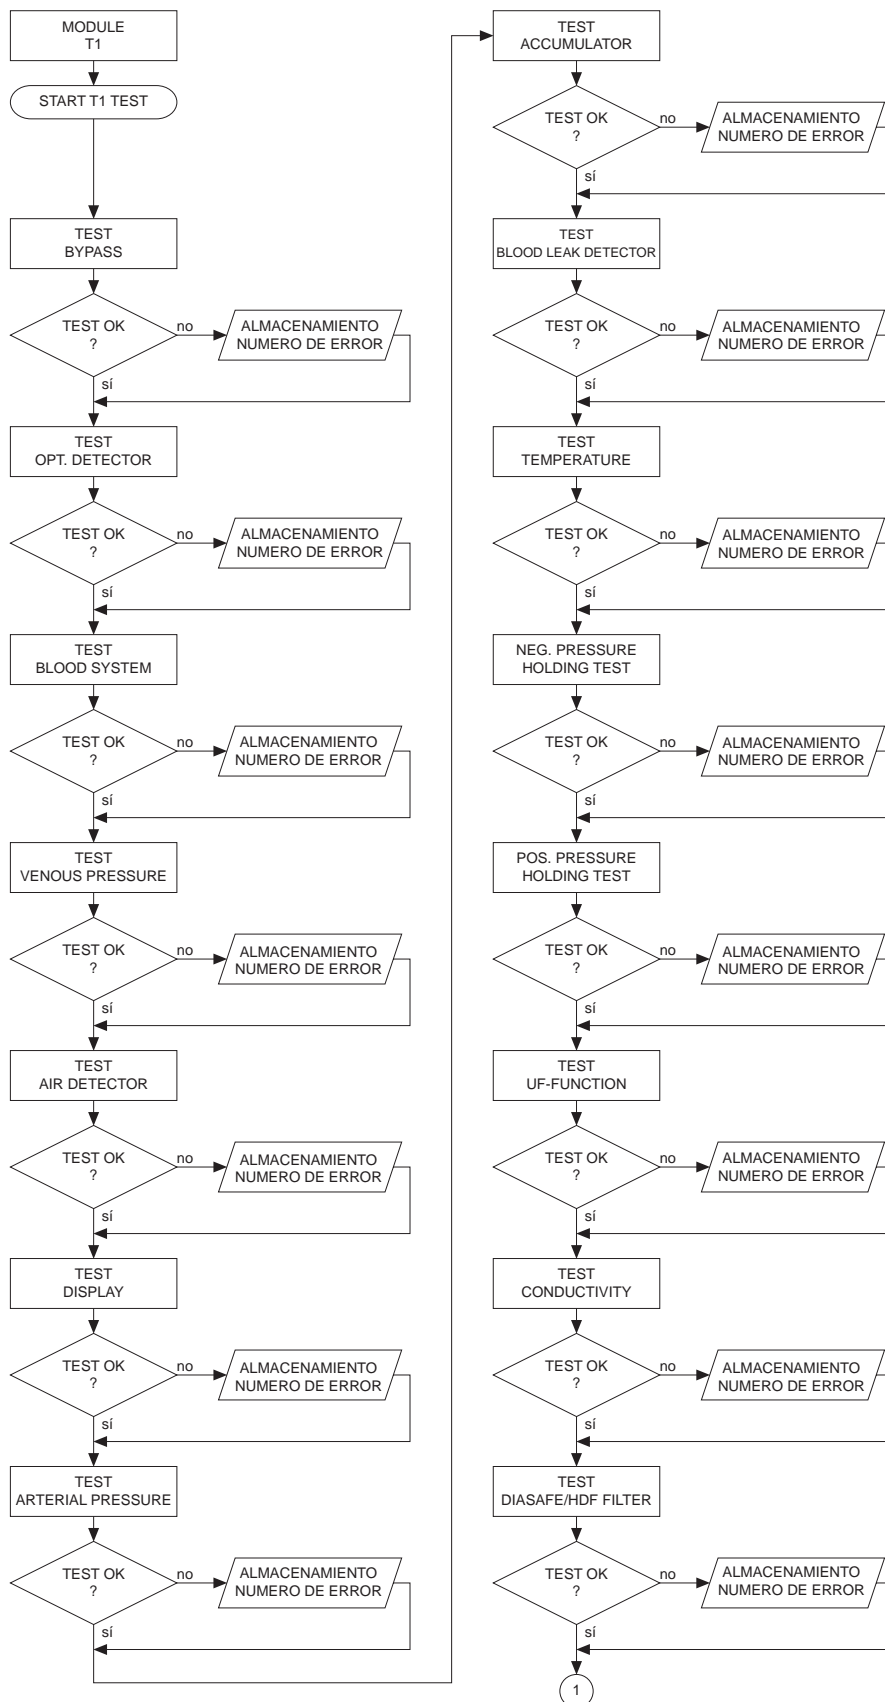 MODULE
T1
START T1 TEST
TEST
BYPASS
TEST OK
?
no
ALMACENAMIENTO
NUMERO DE ERROR
sí
TEST
OPT. DETECTOR
TEST OK
?
no
ALMACENAMIENTO
NUMERO DE ERROR
sí
TEST
BLOOD SYSTEM
TEST OK
?
no
ALMACENAMIENTO
NUMERO DE ERROR
sí
TEST
VENOUS PRESSURE
TEST OK
?
no
ALMACENAMIENTO
NUMERO DE ERROR
sí
TEST
AIR DETECTOR
TEST OK
?
no
ALMACENAMIENTO
NUMERO DE ERROR
sí
TEST
DISPLAY
TEST OK
?
no
ALMACENAMIENTO
NUMERO DE ERROR
sí
TEST
ARTERIAL PRESSURE
TEST OK
?
no
ALMACENAMIENTO
NUMERO DE ERROR
sí
TEST
ACCUMULATOR
TEST OK
?
no
ALMACENAMIENTO
NUMERO DE ERROR
sí
TEST
BLOOD LEAK DETECTOR
TEST OK
?
no
ALMACENAMIENTO
NUMERO DE ERROR
sí
TEST
TEMPERATURE
TEST OK
?
no
ALMACENAMIENTO
NUMERO DE ERROR
sí
NEG. PRESSURE
HOLDING TEST
TEST OK
?
no
ALMACENAMIENTO
NUMERO DE ERROR
sí
POS. PRESSURE
HOLDING TEST
TEST OK
?
no
ALMACENAMIENTO
NUMERO DE ERROR
sí
TEST
UF-FUNCTION
TEST OK
?
no
ALMACENAMIENTO
NUMERO DE ERROR
sí
TEST
CONDUCTIVITY
TEST OK
?
no
ALMACENAMIENTO
NUMERO DE ERROR
sí
TEST
DIASAFE/HDF FILTER
TEST OK
?
no
ALMACENAMIENTO
NUMERO DE ERROR
sí
1